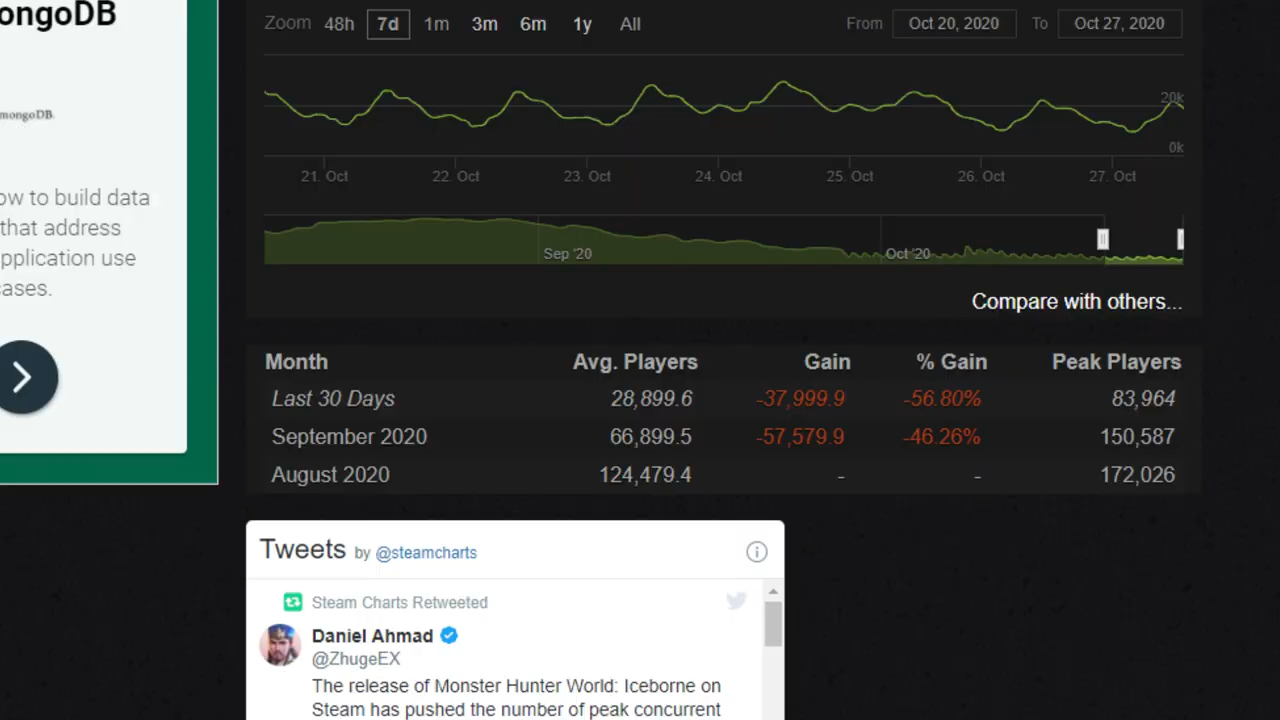 ongoDB
mongoDB.
ow to build data
that address
pplication use
cases.
Zoom 48h 7d 1m 3m 6m 1y All From Oct 20, 2020 To Oct 27, 2020
20k
0k
21. Oct 22. Oct 23. Oct 24. Oct 25. Oct 26. Oct 27. Oct
Sep '20 Oct '20
Compare with others...
Month Avg. Players Gain % Gain Peak Players
Last 30 Days 28,899.6 -37,999.9 -56.80% 83,964
September 2020 66,899.5 -57,579.9 -46.26% 150,587
August 2020 124,479.4 - - 172,026
Tweets by @steamcharts
Steam Charts Retweeted
Daniel Ahmad
@ZhugeEX
The release of Monster Hunter World: Iceborne on
Steam has pushed the number of peak concurrent